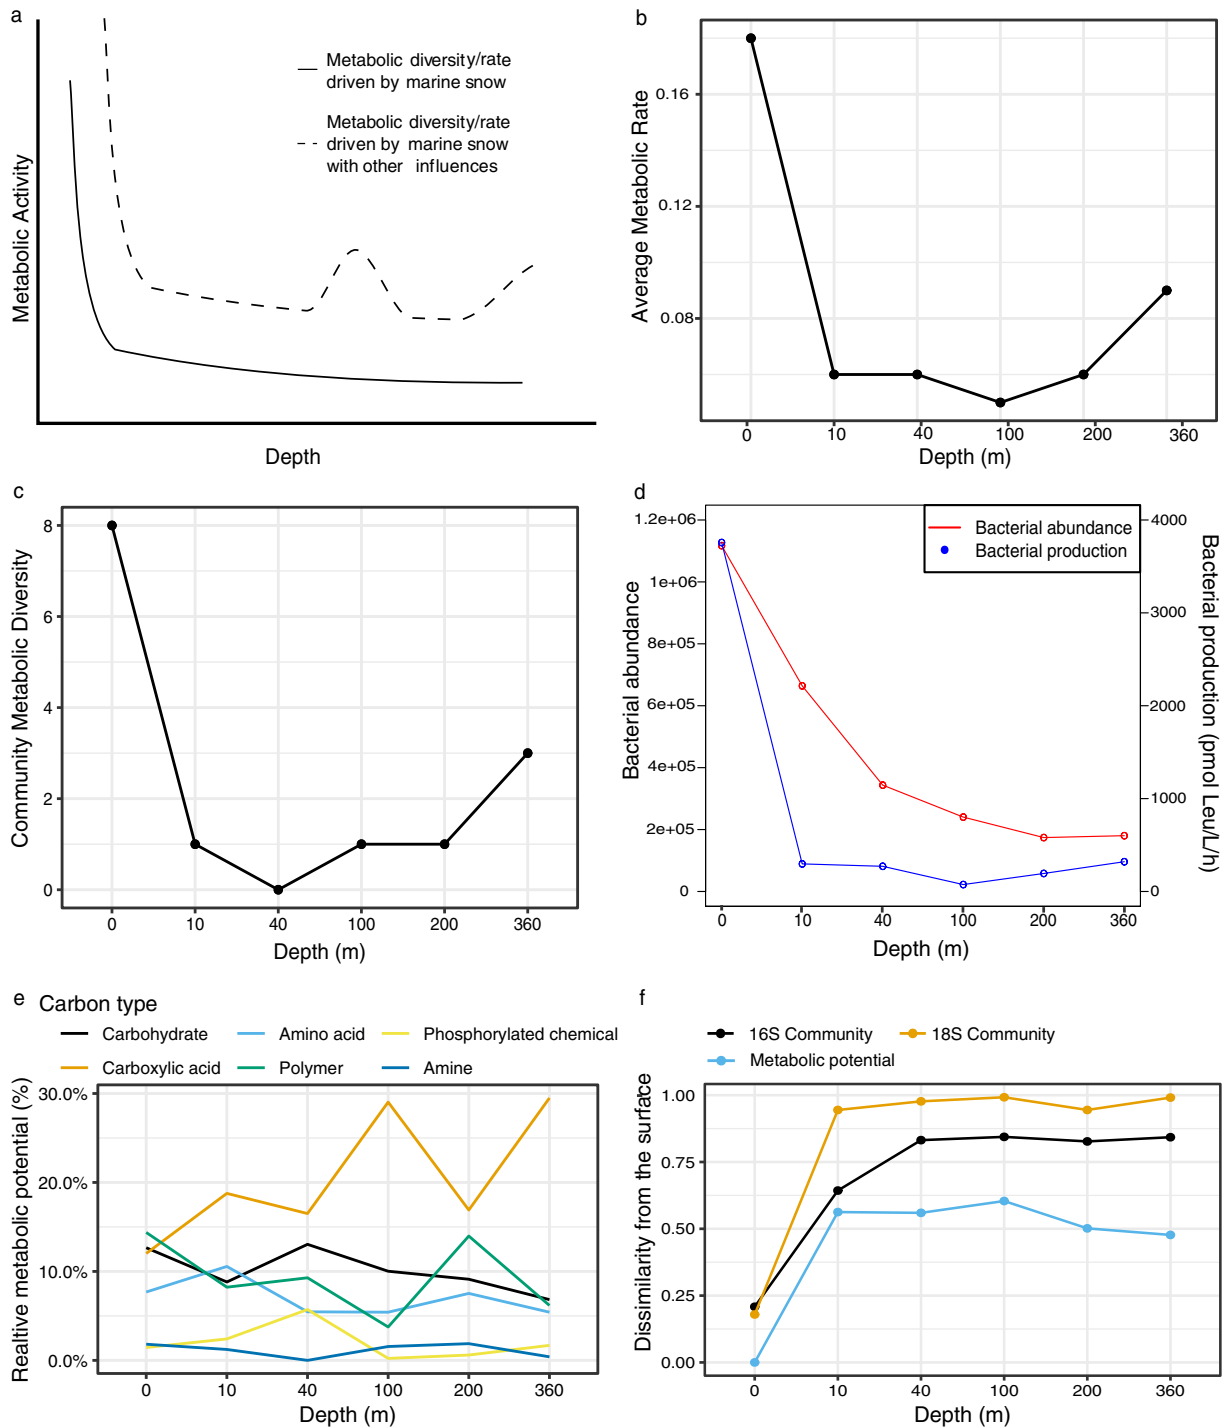 a
Metabolic Activity
Metabolic diversity/rate
driven by marine snow
Metabolic diversity/rate
driven by marine snow
with other influences
Depth
b
Average Metabolic Rate
0.16
0.12
0.08
0 10 40 100 200 360
Depth (m)
c
Community Metabolic Diversity
8
6
4
2
0
0 10 40 100 200 360
Depth (m)
d
Bacterial abundance
1.2e+06
1e+06
8e+05
6e+05
4e+05
2e+05
0
Bacterial abundance
Bacterial production
4000
3000
2000
1000
0
Bacterial production (pmol Leu/L/h)
0 10 40 100 200 360
Depth (m)
e Carbon type
Carbohydrate Amino acid Phosphorylated chemical
Carboxylic acid Polymer Amine
Realtive metabolic potential (%)
30.0%
20.0%
10.0%
0.0%
0 10 40 100 200 360
Depth (m)
f
16S Community 18S Community
Metabolic potential
Dissimilarity from the surface
1.00
0.75
0.50
0.25
0.00
0 10 40 100 200 360
Depth (m)